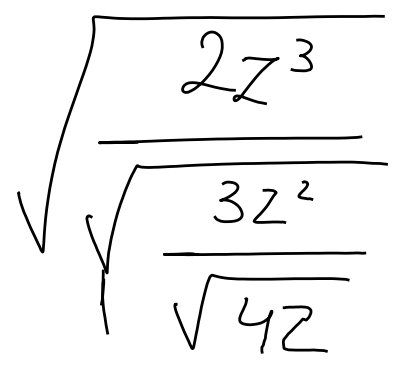 √(2z³ / √(3z² / √(4z)))